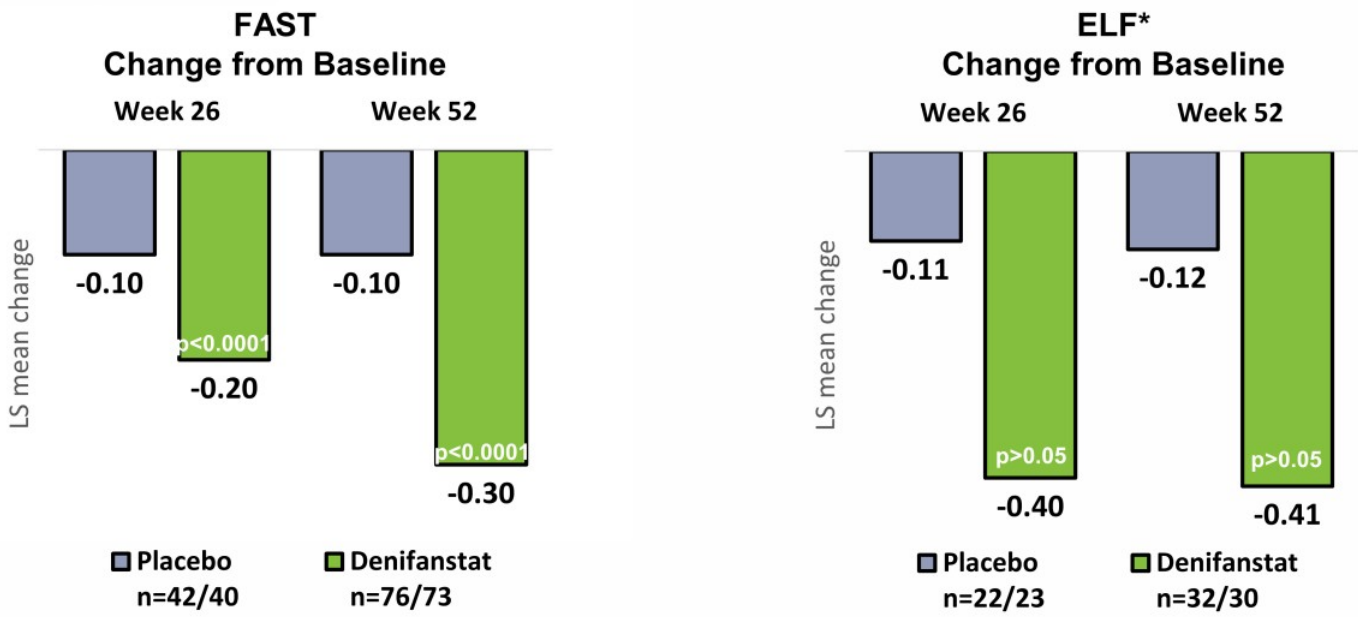 FAST
Change from Baseline
Week 26
Week 52
LS mean change
-0.10
p<0.0001
-0.20
-0.10
p<0.0001
-0.30
Placebo
n=42/40
Denifanstat
n=76/73
ELF*
Change from Baseline
Week 26
Week 52
LS mean change
-0.11
p>0.05
-0.40
-0.12
p>0.05
-0.41
Placebo
n=22/23
Denifanstat
n=32/30